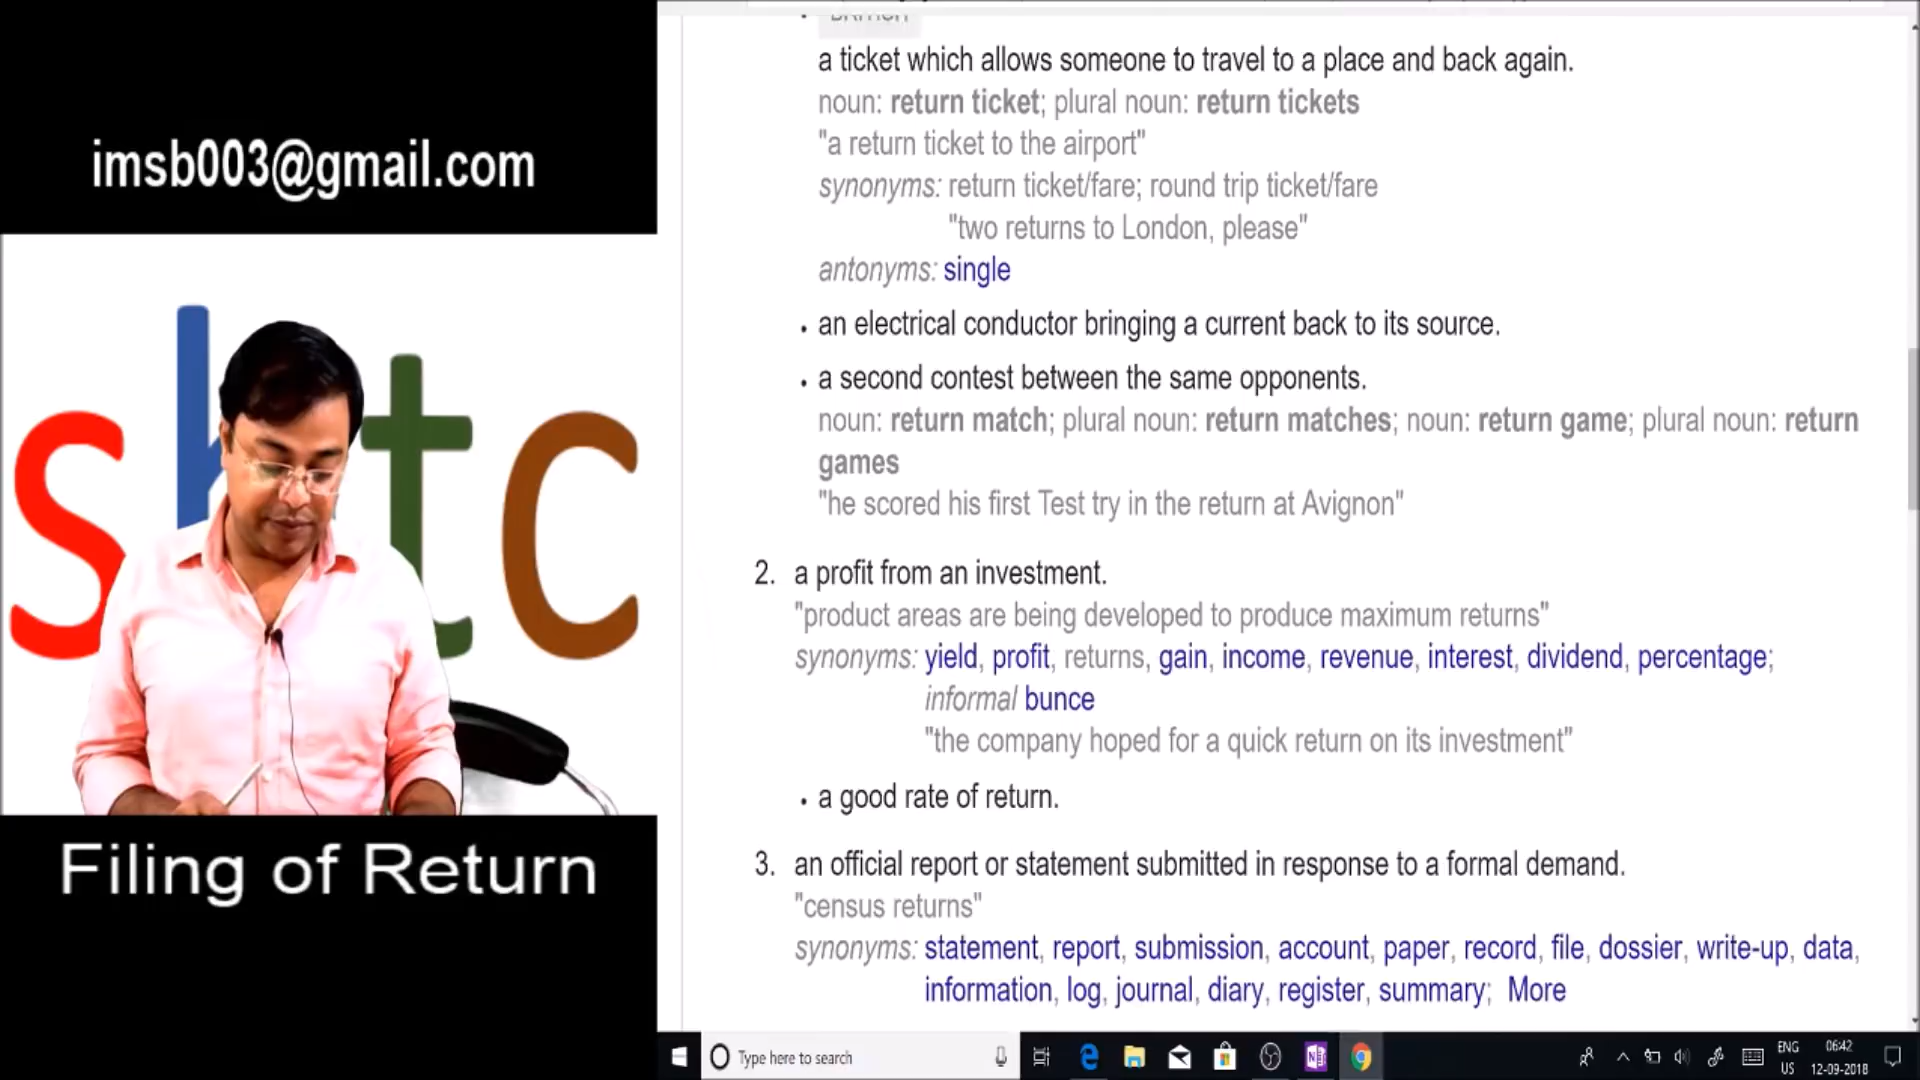 imsb003@gmail.com
s tc
Filing of Return
a ticket which allows someone to travel to a place and back again.
noun: return ticket; plural noun: return tickets
"a return ticket to the airport"
synonyms: return ticket/fare; round trip ticket/fare
"two returns to London, please"
antonyms: single
• an electrical conductor bringing a current back to its source.
• a second contest between the same opponents.
noun: return match; plural noun: return matches; noun: return game; plural noun: return
games
"he scored his first Test try in the return at Avignon"
2. a profit from an investment.
"product areas are being developed to produce maximum returns"
synonyms: yield, profit, returns, gain, income, revenue, interest, dividend, percentage;
informal bunce
"the company hoped for a quick return on its investment"
• a good rate of return.
3. an official report or statement submitted in response to a formal demand.
"census returns"
synonyms: statement, report, submission, account, paper, record, file, dossier, write-up, data,
information, log, journal, diary, register, summary; More
Type here to search
ENG
US
06:42
12-09-2018